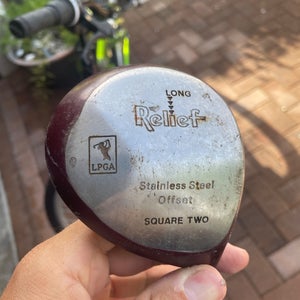 LONG
Relief
LPGA
Stainless Steel
Offset
SQUARE TWO